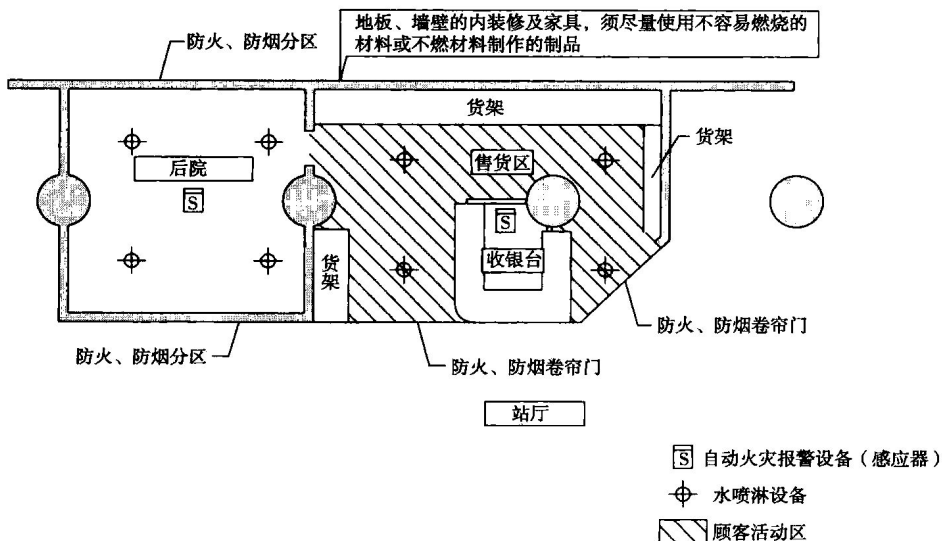 地板、墙壁的内装修及家具，须尽量使用不容易燃烧的
材料或不燃材料制作的制品
防火、防烟分区
货架
货架
后院
售货区
S
S
收银台
货架
防火、防烟卷帘门
防火、防烟分区
防火、防烟卷帘门
站厅
S 自动火灾报警设备（感应器）
水喷淋设备
顾客活动区